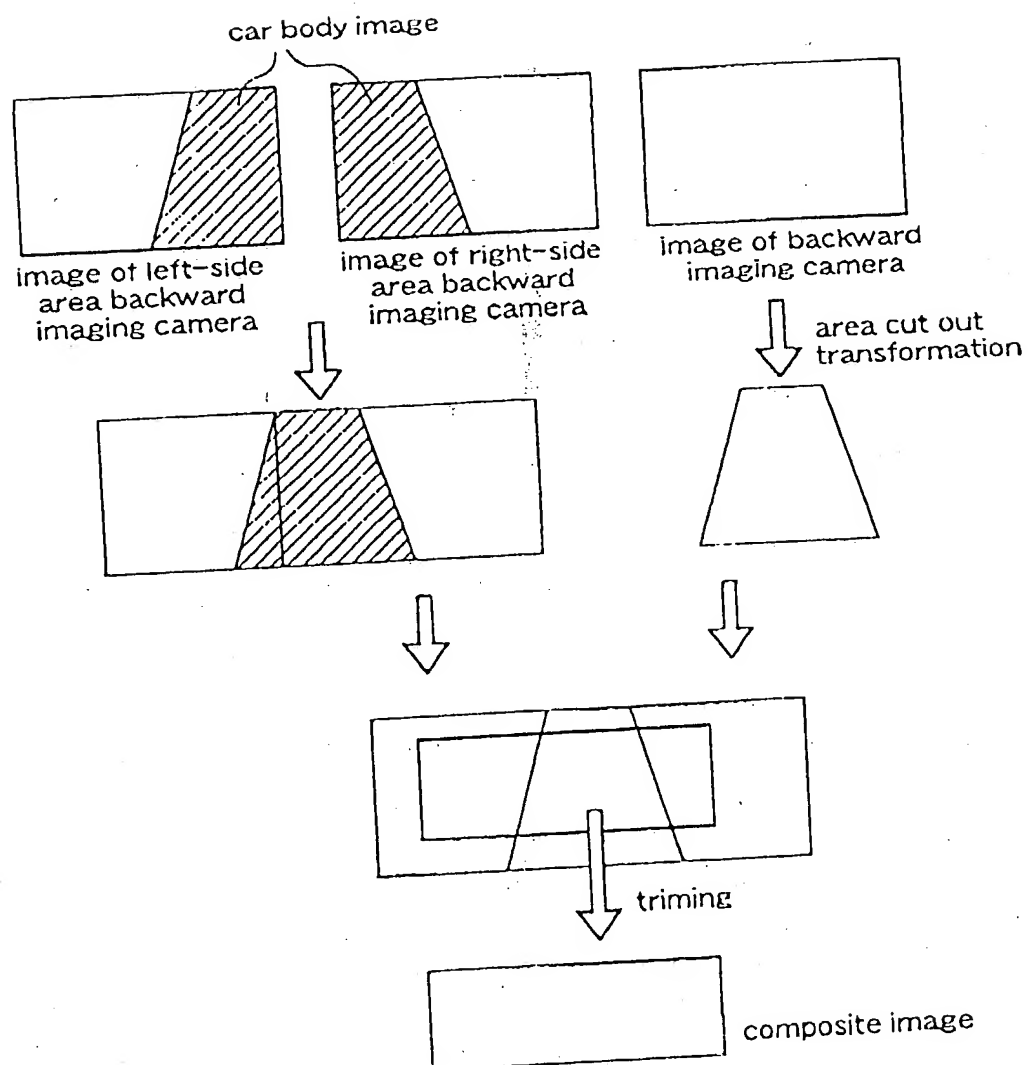 car body image
image of left-side
area backward
imaging camera
image of right-side
area backward
imaging camera
image of backward
imaging camera
area cut out
transformation
triming
composite image